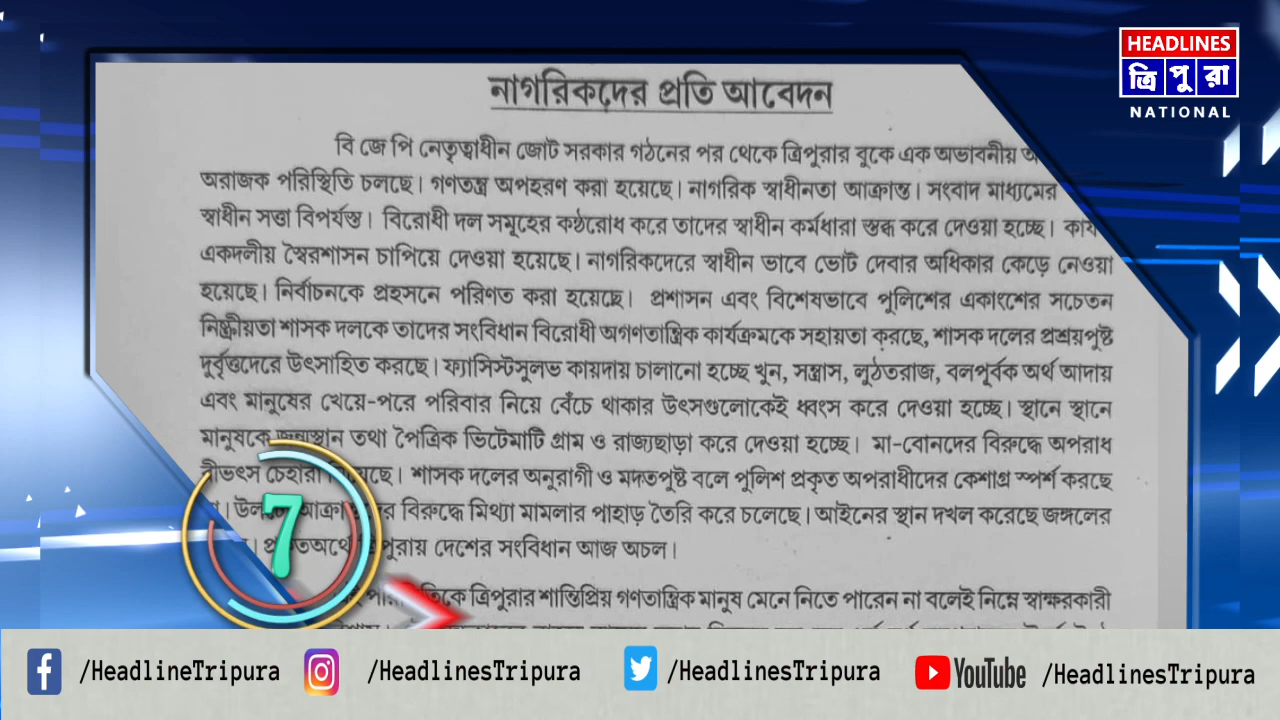 HEADLINES
ত্রিপুরা
NATIONAL
নাগরিকদের প্রতি আবেদন
বি জে পি নেতৃত্বাধীন জোট সরকার গঠনের পর থেকে ত্রিপুরার বুকে এক অভাবনীয়
অরাজক পরিস্থিতি চলছে। গণতন্ত্র অপহরণ করা হয়েছে। নাগরিক স্বাধীনতা আক্রান্ত। সংবাদ মাধ্যমের
স্বাধীন সত্তা বিপর্যস্ত। বিরোধী দল সমূহের কন্ঠরোধ করে তাদের স্বাধীন কর্মধারা স্তব্ধ করে দেওয়া হচ্ছে।
একদলীয় স্বৈরশাসন চাপিয়ে দেওয়া হয়েছে। নাগরিকদেরে স্বাধীন ভাবে ভোট দেবার অধিকার কেড়ে নেওয়া
হয়েছে। নির্বাচনকে প্রহসনে পরিণত করা হয়েছে। প্রশাসন এবং বিশেষভাবে পুলিশের একাংশের সচেতন
নিষ্ক্রীয়তা শাসক দলকে তাদের সংবিধান বিরোধী অগণতান্ত্রিক কার্যক্রমকে সহায়তা করছে, শাসক দলের প্রশ্রয়পুষ্ট
দুর্বৃত্তদেরে উৎসাহিত করছে। ফ্যাসিস্টসুলভ কায়দায় চালানো হচ্ছে খুন, সন্ত্রাস, লুঠতরাজ, বলপূর্বক অর্থ আদায়
এবং মানুষের খেয়ে-পরে পরিবার নিয়ে বেঁচে থাকার উৎসগুলোকেই ধ্বংস করে দেওয়া হচ্ছে। স্থানে স্থানে
মানুষকে জন্মস্থান তথা পৈত্রিক ভিটেমাটি গ্রাম ও রাজ্যছাড়া করে দেওয়া হচ্ছে। মা-বোনদের বিরুদ্ধে অপরাধ
বীভৎস চেহারা নিয়েছে। শাসক দলের অনুরাগী ও মদতপুষ্ট বলে পুলিশ প্রকৃত অপরাধীদের কেশাগ্র স্পর্শ করছে
বিরুদ্ধে মিথ্যা মামলার পাহাড় তৈরি করে চলেছে। আইনের স্থান দখল করেছে জঙ্গলের
দেশের সংবিধান আজ অচল।
ত্রিপুরার শান্তিপ্রিয় গণতান্ত্রিক মানুষ মেনে নিতে পারেন না বলেই নিম্নে স্বাক্ষরকারী
7
/HeadlineTripura
/HeadlinesTripura
/HeadlinesTripura
YouTube /HeadlinesTripura